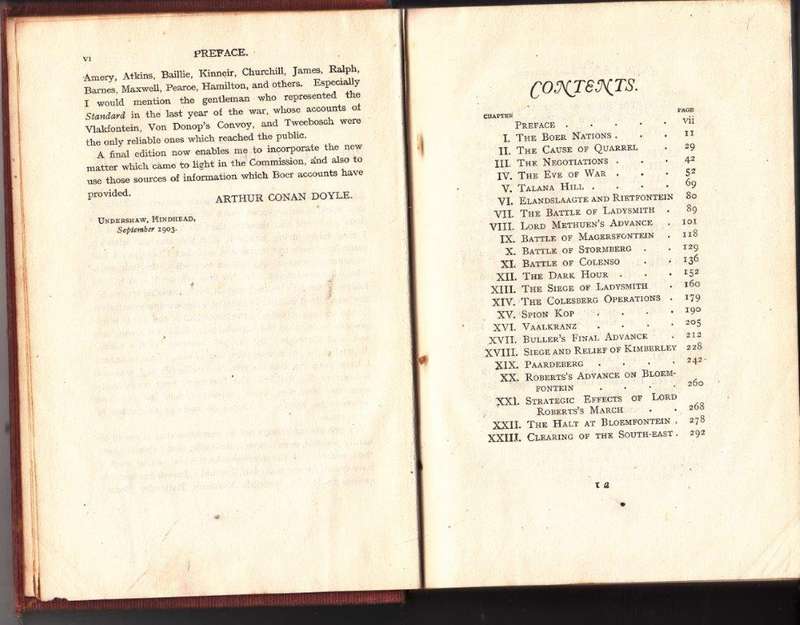 vi
PREFACE.
Amery, Atkins, Baillie, Kinneir, Churchill, James, Ralph,
Barnes, Maxwell, Pearce, Hamilton, and others. Especially
I would mention the gentleman who represented the
Standard in the last year of the war, whose accounts of
Vlakfontein, Von Donop's Convoy, and Tweebosch were
the only reliable ones which reached the public.
A final edition now enables me to incorporate the new
matter which came to light in the Commission, and also to
use those sources of information which Boer accounts have
provided.
ARTHUR CONAN DOYLE.
UNDERSHAW, HINDHEAD,
September 1903.
CONTENTS.
CHAPTER PAGE
PREFACE . . . . . . vii
I. THE BOER NATIONS . . . 11
II. THE CAUSE OF QUARREL . 29
III. THE NEGOTIATIONS . . . 42
IV. THE EVE OF WAR . . . 52
V. TALANA HILL . . . . 69
VI. ELANDSLAAGTE AND RIETFONTEIN 80
VII. THE BATTLE OF LADYSMITH . 89
VIII. LORD METHUEN'S ADVANCE . 101
IX. BATTLE OF MAGERSFONTEIN . 118
X. BATTLE OF STORMBERG . . 129
XI. BATTLE OF COLENSO . . 136
XII. THE DARK HOUR . . . 152
XIII. THE SIEGE OF LADYSMITH . 160
XIV. THE COLESBERG OPERATIONS . 179
XV. SPION KOP . . . . 190
XVI. VAALKRANZ . . . . 205
XVII. BULLER'S FINAL ADVANCE . 212
XVIII. SIEGE AND RELIEF OF KIMBERLEY 228
XIX. PAARDEBERG . . . . 242
XX. ROBERTS'S ADVANCE ON BLOEM-
FONTEIN . . . . 260
XXI. STRATEGIC EFFECTS OF LORD
ROBERTS'S MARCH . . 268
XXII. THE HALT AT BLOEMFONTEIN . 278
XXIII. CLEARING OF THE SOUTH-EAST . 292
1 a